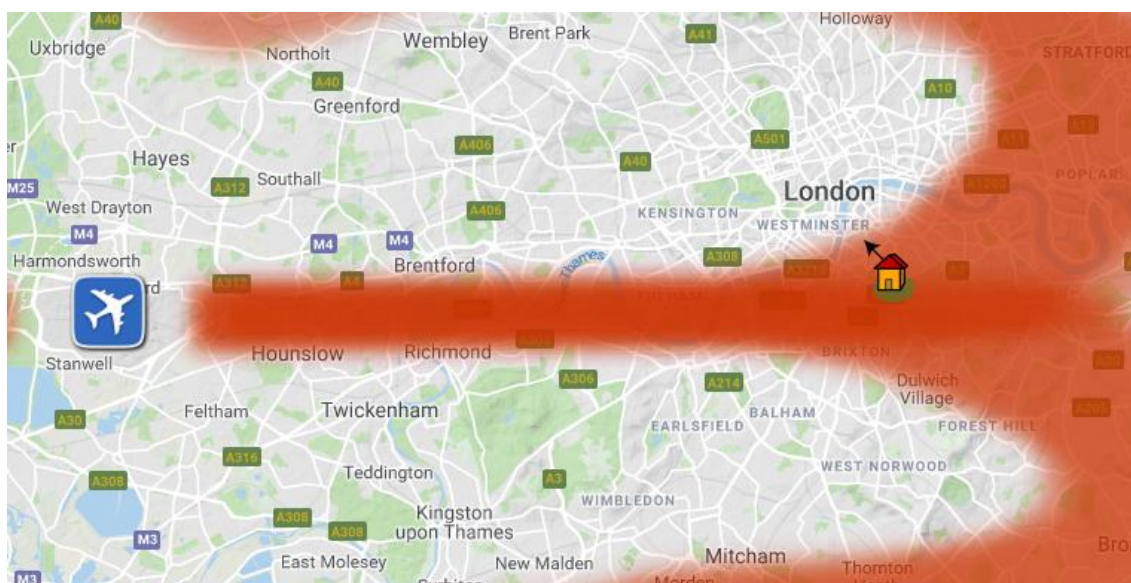 A40
Uxbridge
Northolt
Wembley
Brent Park
A41
Holloway
STRATFORD
A40
Greenford
A10
A406
A501
A40
Hayes
A312
Southall
M25
West Drayton
A406
KENSINGTON
London
WESTMINSTER
POPLAR
M4
M4
M4
Harmondsworth
Brentford
Thames
A308
A312
A4
Stanwell
Hounslow
Richmond
BRIXTON
A306
A214
Dulwich
Village
A30
Feltham
Twickenham
BALHAM
EARLSFIELD
FOREST HILL
A316
Teddington
A3
WEST NORWOOD
A308
WIMBLEDON
A308
A308
Kingston
upon Thames
M3
East Molesey
New Malden
Mitcham
Thornton
M3
Morden